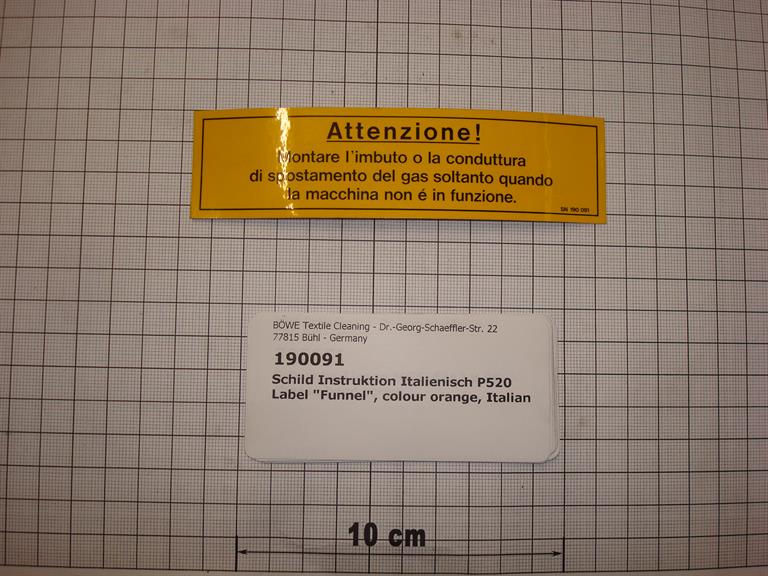 Attenzione!
Montare l'imbuto o la conduttura
di spostamento del gas soltanto quando
la macchina non é in funzione.
SN 190 091
BÖWE Textile Cleaning - Dr.-Georg-Schaeffler-Str. 22
77815 Bühl - Germany
190091
Schild Instruktion Italienisch P520
Label "Funnel", colour orange, Italian
10 cm